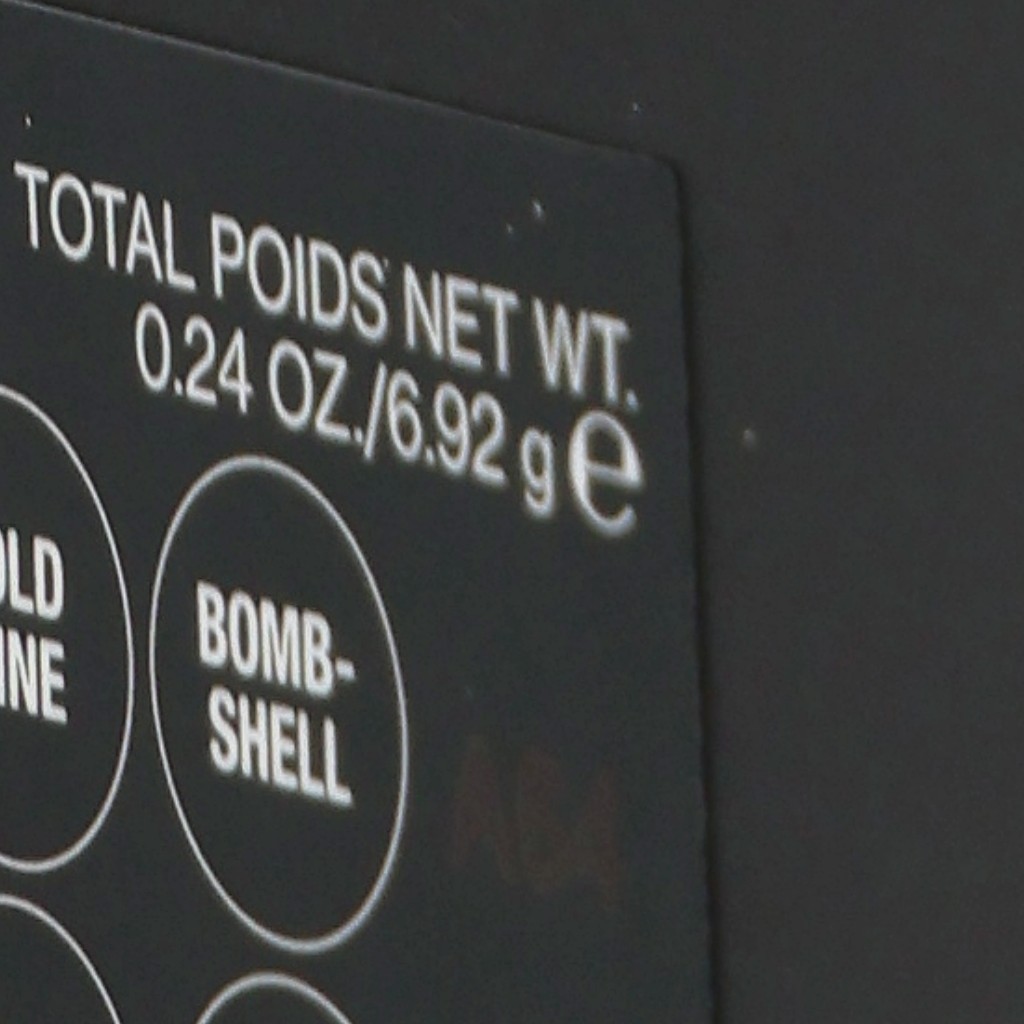 TOTAL POIDS NET WT.
0.24 OZ./6.92 g e
BOMB-
SHELL